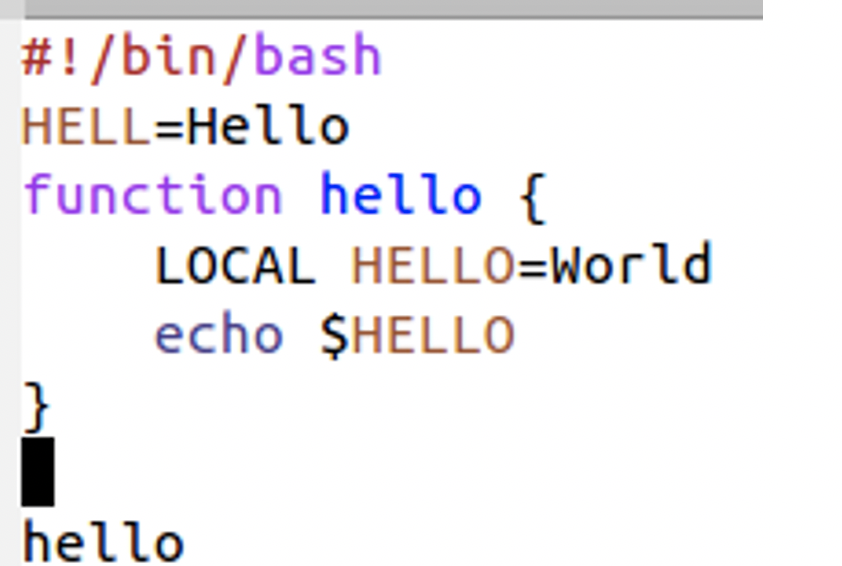 #!/bin/bash
HELL=Hello
function hello {
    LOCAL HELLO=World
    echo $HELLO
}
hello